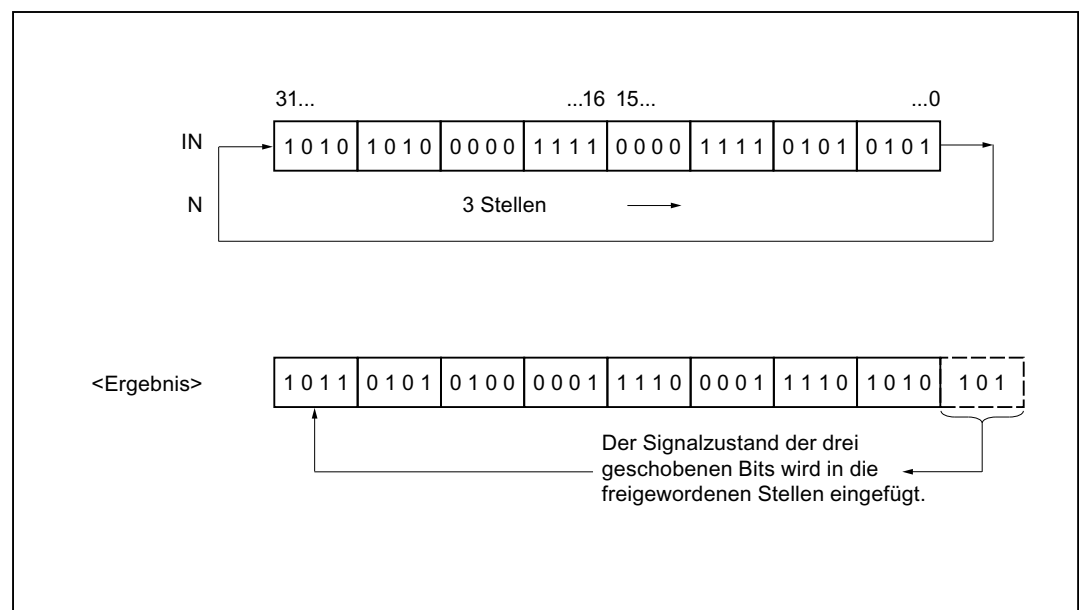 31... ...16 15... ...0
IN 1010 1010 0000 1111 0000 1111 0101 0101
N 3 Stellen
<Ergebnis> 1011 0101 0100 0001 1110 0001 1110 1010 101
Der Signalzustand der drei
geschobenen Bits wird in die
freigewordenen Stellen eingefügt.